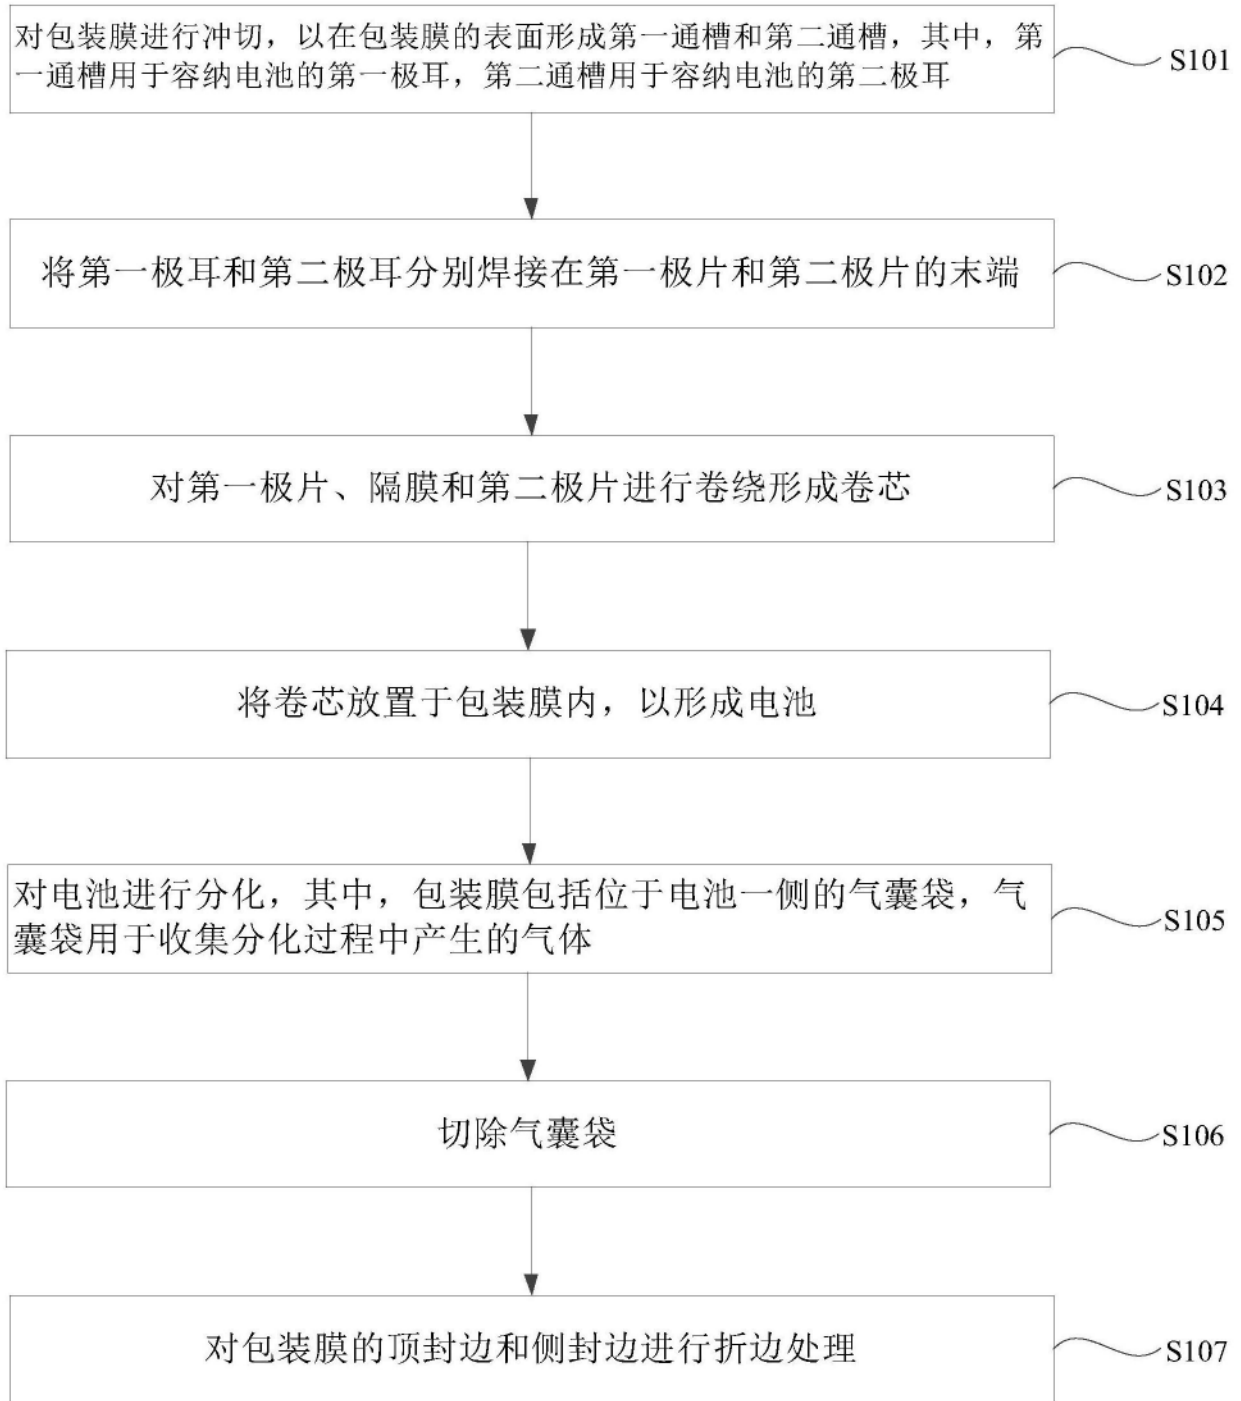 对包装膜进行冲切，以在包装膜的表面形成第一通槽和第二通槽，其中，第
一通槽用于容纳电池的第一极耳，第二通槽用于容纳电池的第二极耳
S101
将第一极耳和第二极耳分别焊接在第一极片和第二极片的末端
S102
对第一极片、隔膜和第二极片进行卷绕形成卷芯
S103
将卷芯放置于包装膜内，以形成电池
S104
对电池进行分化，其中，包装膜包括位于电池一侧的气囊袋，气
囊袋用于收集分化过程中产生的气体
S105
切除气囊袋
S106
对包装膜的顶封边和侧封边进行折边处理
S107